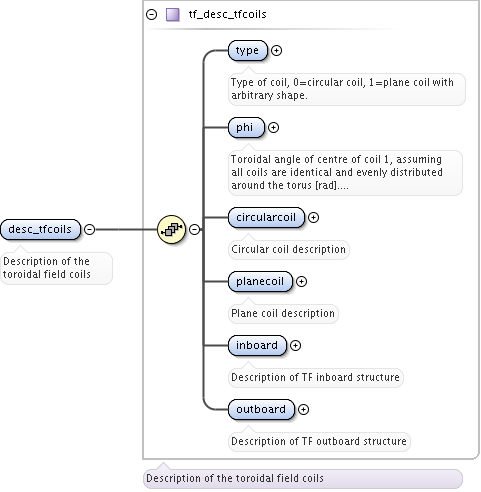 tf_desc_tfcoils
type
Type of coil, 0=circular coil, 1=plane coil with
arbitrary shape.
phi
Toroidal angle of centre of coil 1, assuming
all coils are identical and evenly distributed
around the torus [rad]....
desc_tfcoils
Description of the
toroidal field coils
circularcoil
Circular coil description
planecoil
Plane coil description
inboard
Description of TF inboard structure
outboard
Description of TF outboard structure
Description of the toroidal field coils